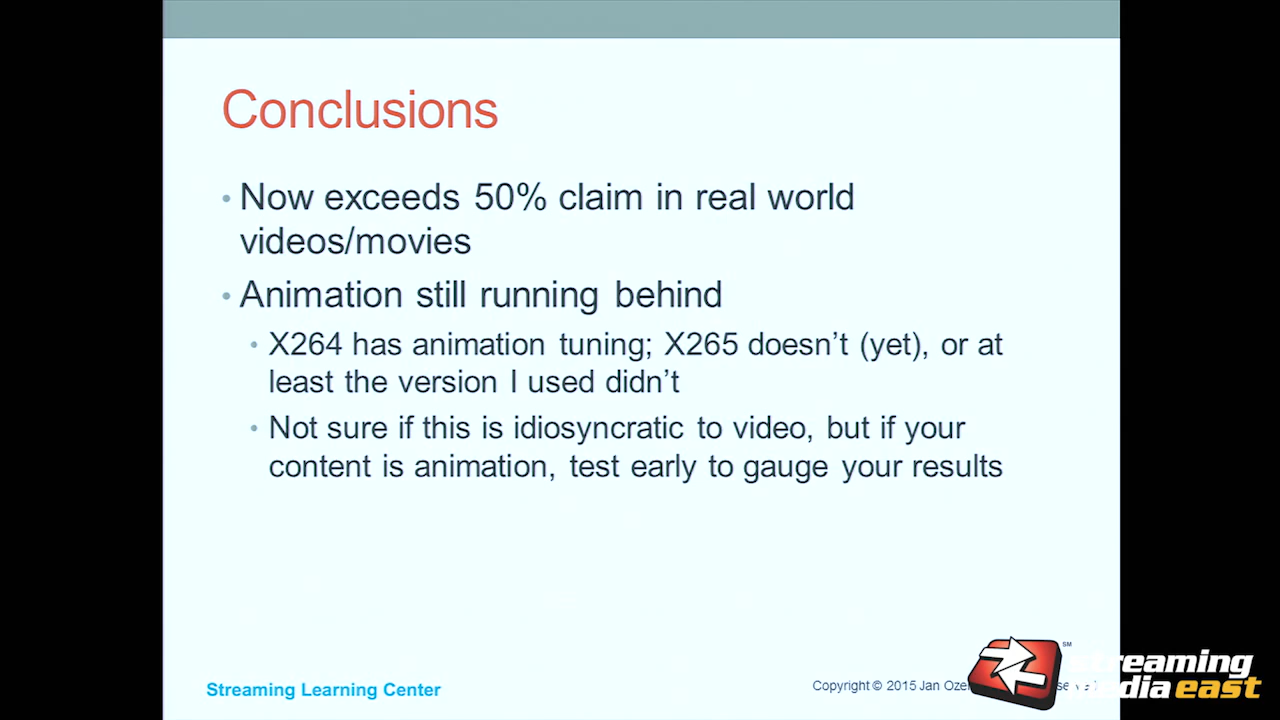 Conclusions
• Now exceeds 50% claim in real world
videos/movies
• Animation still running behind
• X264 has animation tuning; X265 doesn’t (yet), or at
least the version I used didn’t
• Not sure if this is idiosyncratic to video, but if your
content is animation, test early to gauge your results
Streaming Learning Center
Copyright © 2015 Jan
SM
streaming
media east